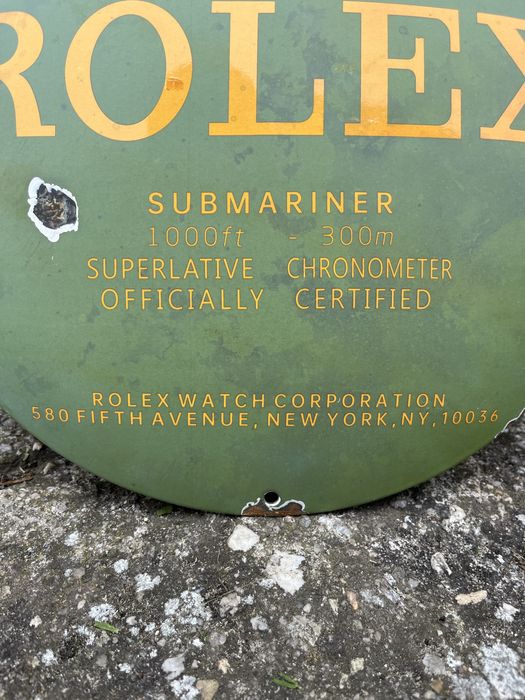 ROLEX
SUBMARINER
1000ft - 300m
SUPERLATIVE CHRONOMETER
OFFICIALLY CERTIFIED
ROLEX WATCH CORPORATION
580 FIFTH AVENUE, NEW YORK, NY, 10036